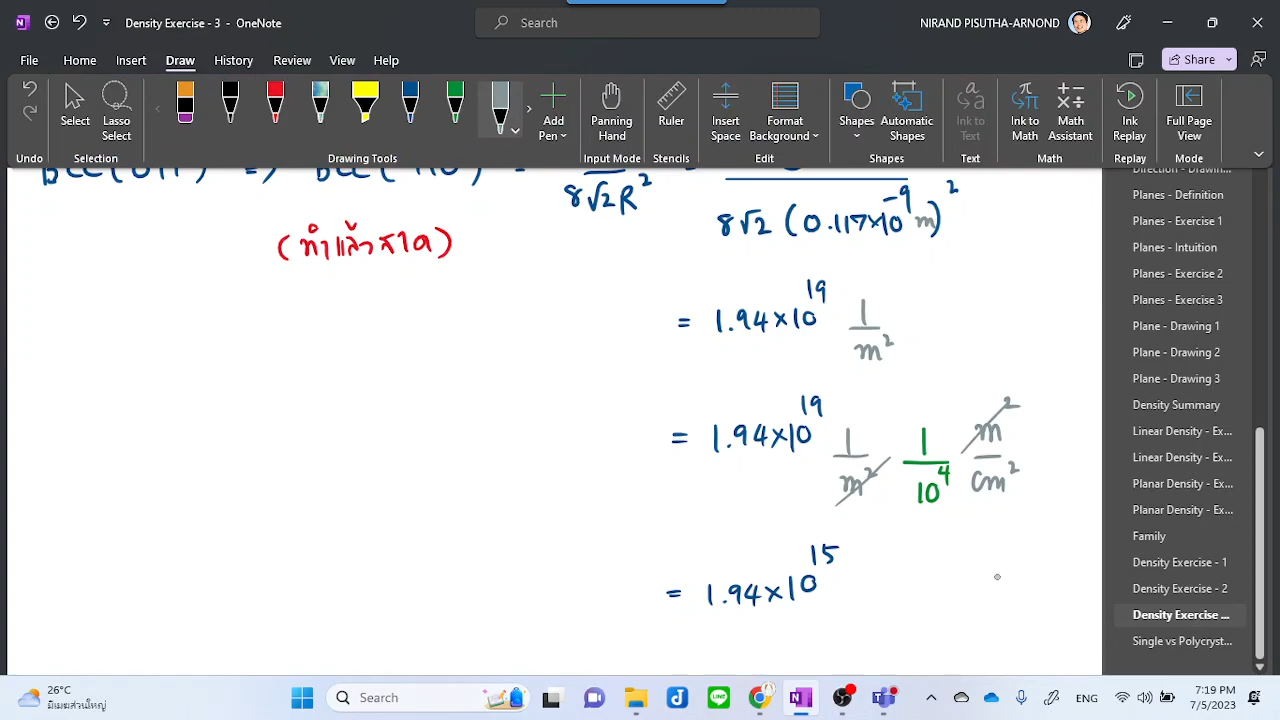 Density Exercise - 3 - OneNote
Search
NIRAND PISUTHA-ARNOND
File Home Insert Draw View History Review View Help
Share
Undo
Select
Lasso Select
Add Pen
Panning Hand
Ruler
Insert Space
Format Background
Shapes
Automatic Shapes
Ink to Text
Ink to Math
Math Assistant
Ink Replay
Full Page View
Undo Selection Drawing Tools Input Mode Stencils Edit Shapes Text Math Replay Mode
8√2 R²
8√2 (0.117×10⁻⁹ m)²
(ทำแล้วสาด)
= 1.94×10¹⁹ 1/m²
= 1.94×10¹⁹ 1/m² 1/10⁴ m²/cm²
= 1.94×10¹⁵
Planes - Definition
Planes - Exercise 1
Planes - Intuition
Planes - Exercise 2
Planes - Exercise 3
Plane - Drawing 1
Plane - Drawing 2
Plane - Drawing 3
Density Summary
Linear Density - Ex...
Linear Density - Ex...
Planar Density - Ex...
Planar Density - Ex...
Family
Density Exercise - 1
Density Exercise - 2
Density Exercise ...
Single vs Polycryst...
26°C
Search
ENG
7:19 PM
7/5/2023